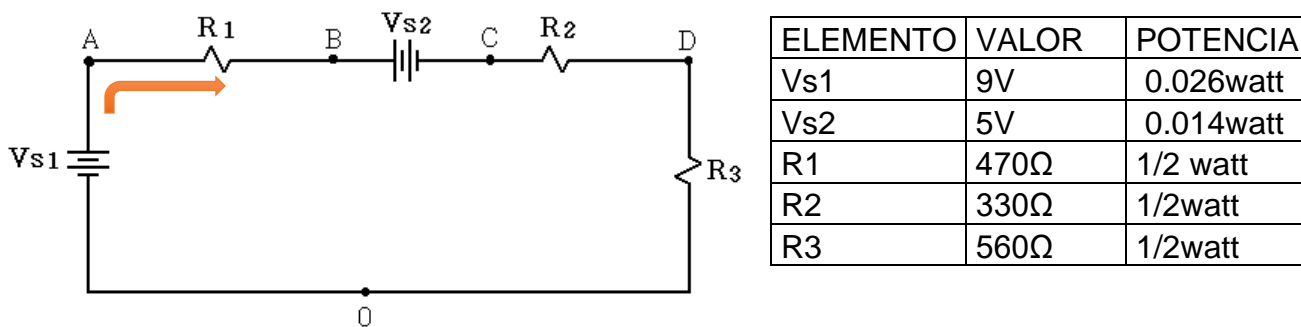 A R1 B Vs2 C R2 D
Vs1
R3
0
ELEMENTO VALOR POTENCIA
Vs1 9V 0.026watt
Vs2 5V 0.014watt
R1 470Ω 1/2 watt
R2 330Ω 1/2watt
R3 560Ω 1/2watt